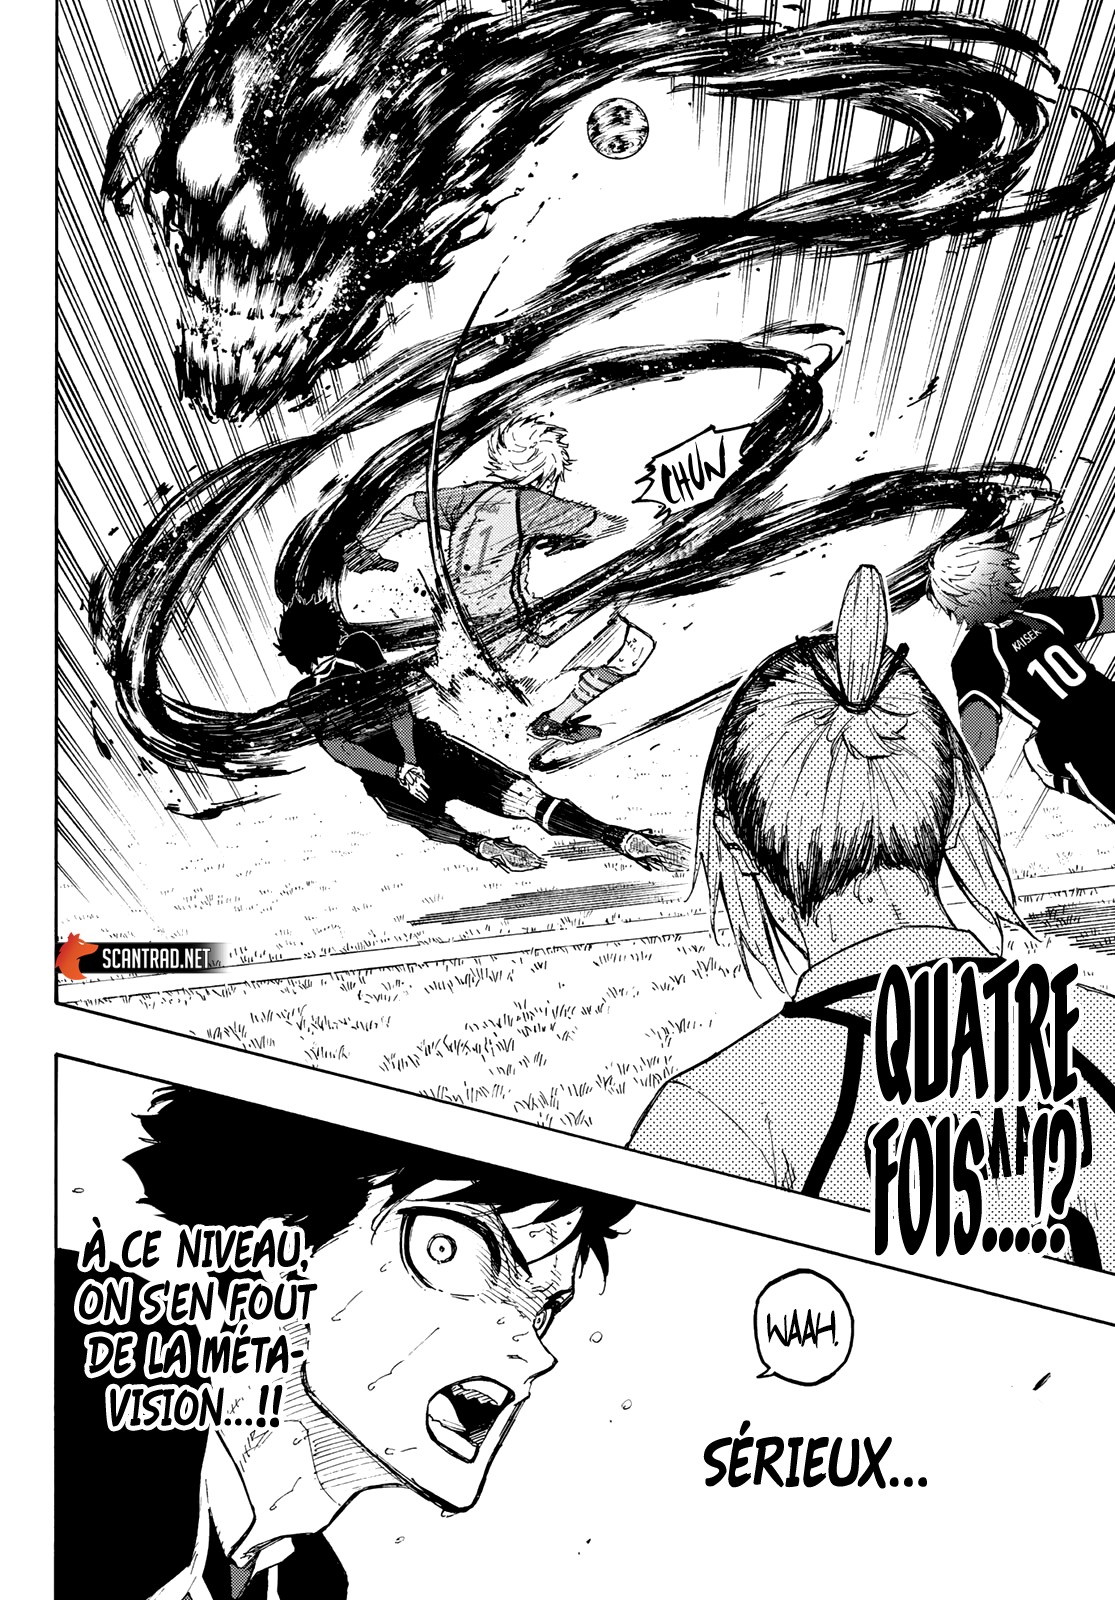 CHUN
KAISER
10
SCANTRAD.NET
QUATRE
FOIS...!?
À CE NIVEAU,
ON S'EN FOUT
DE LA MÉTA-
VISION...!!
WAAH.
SÉRIEUX...